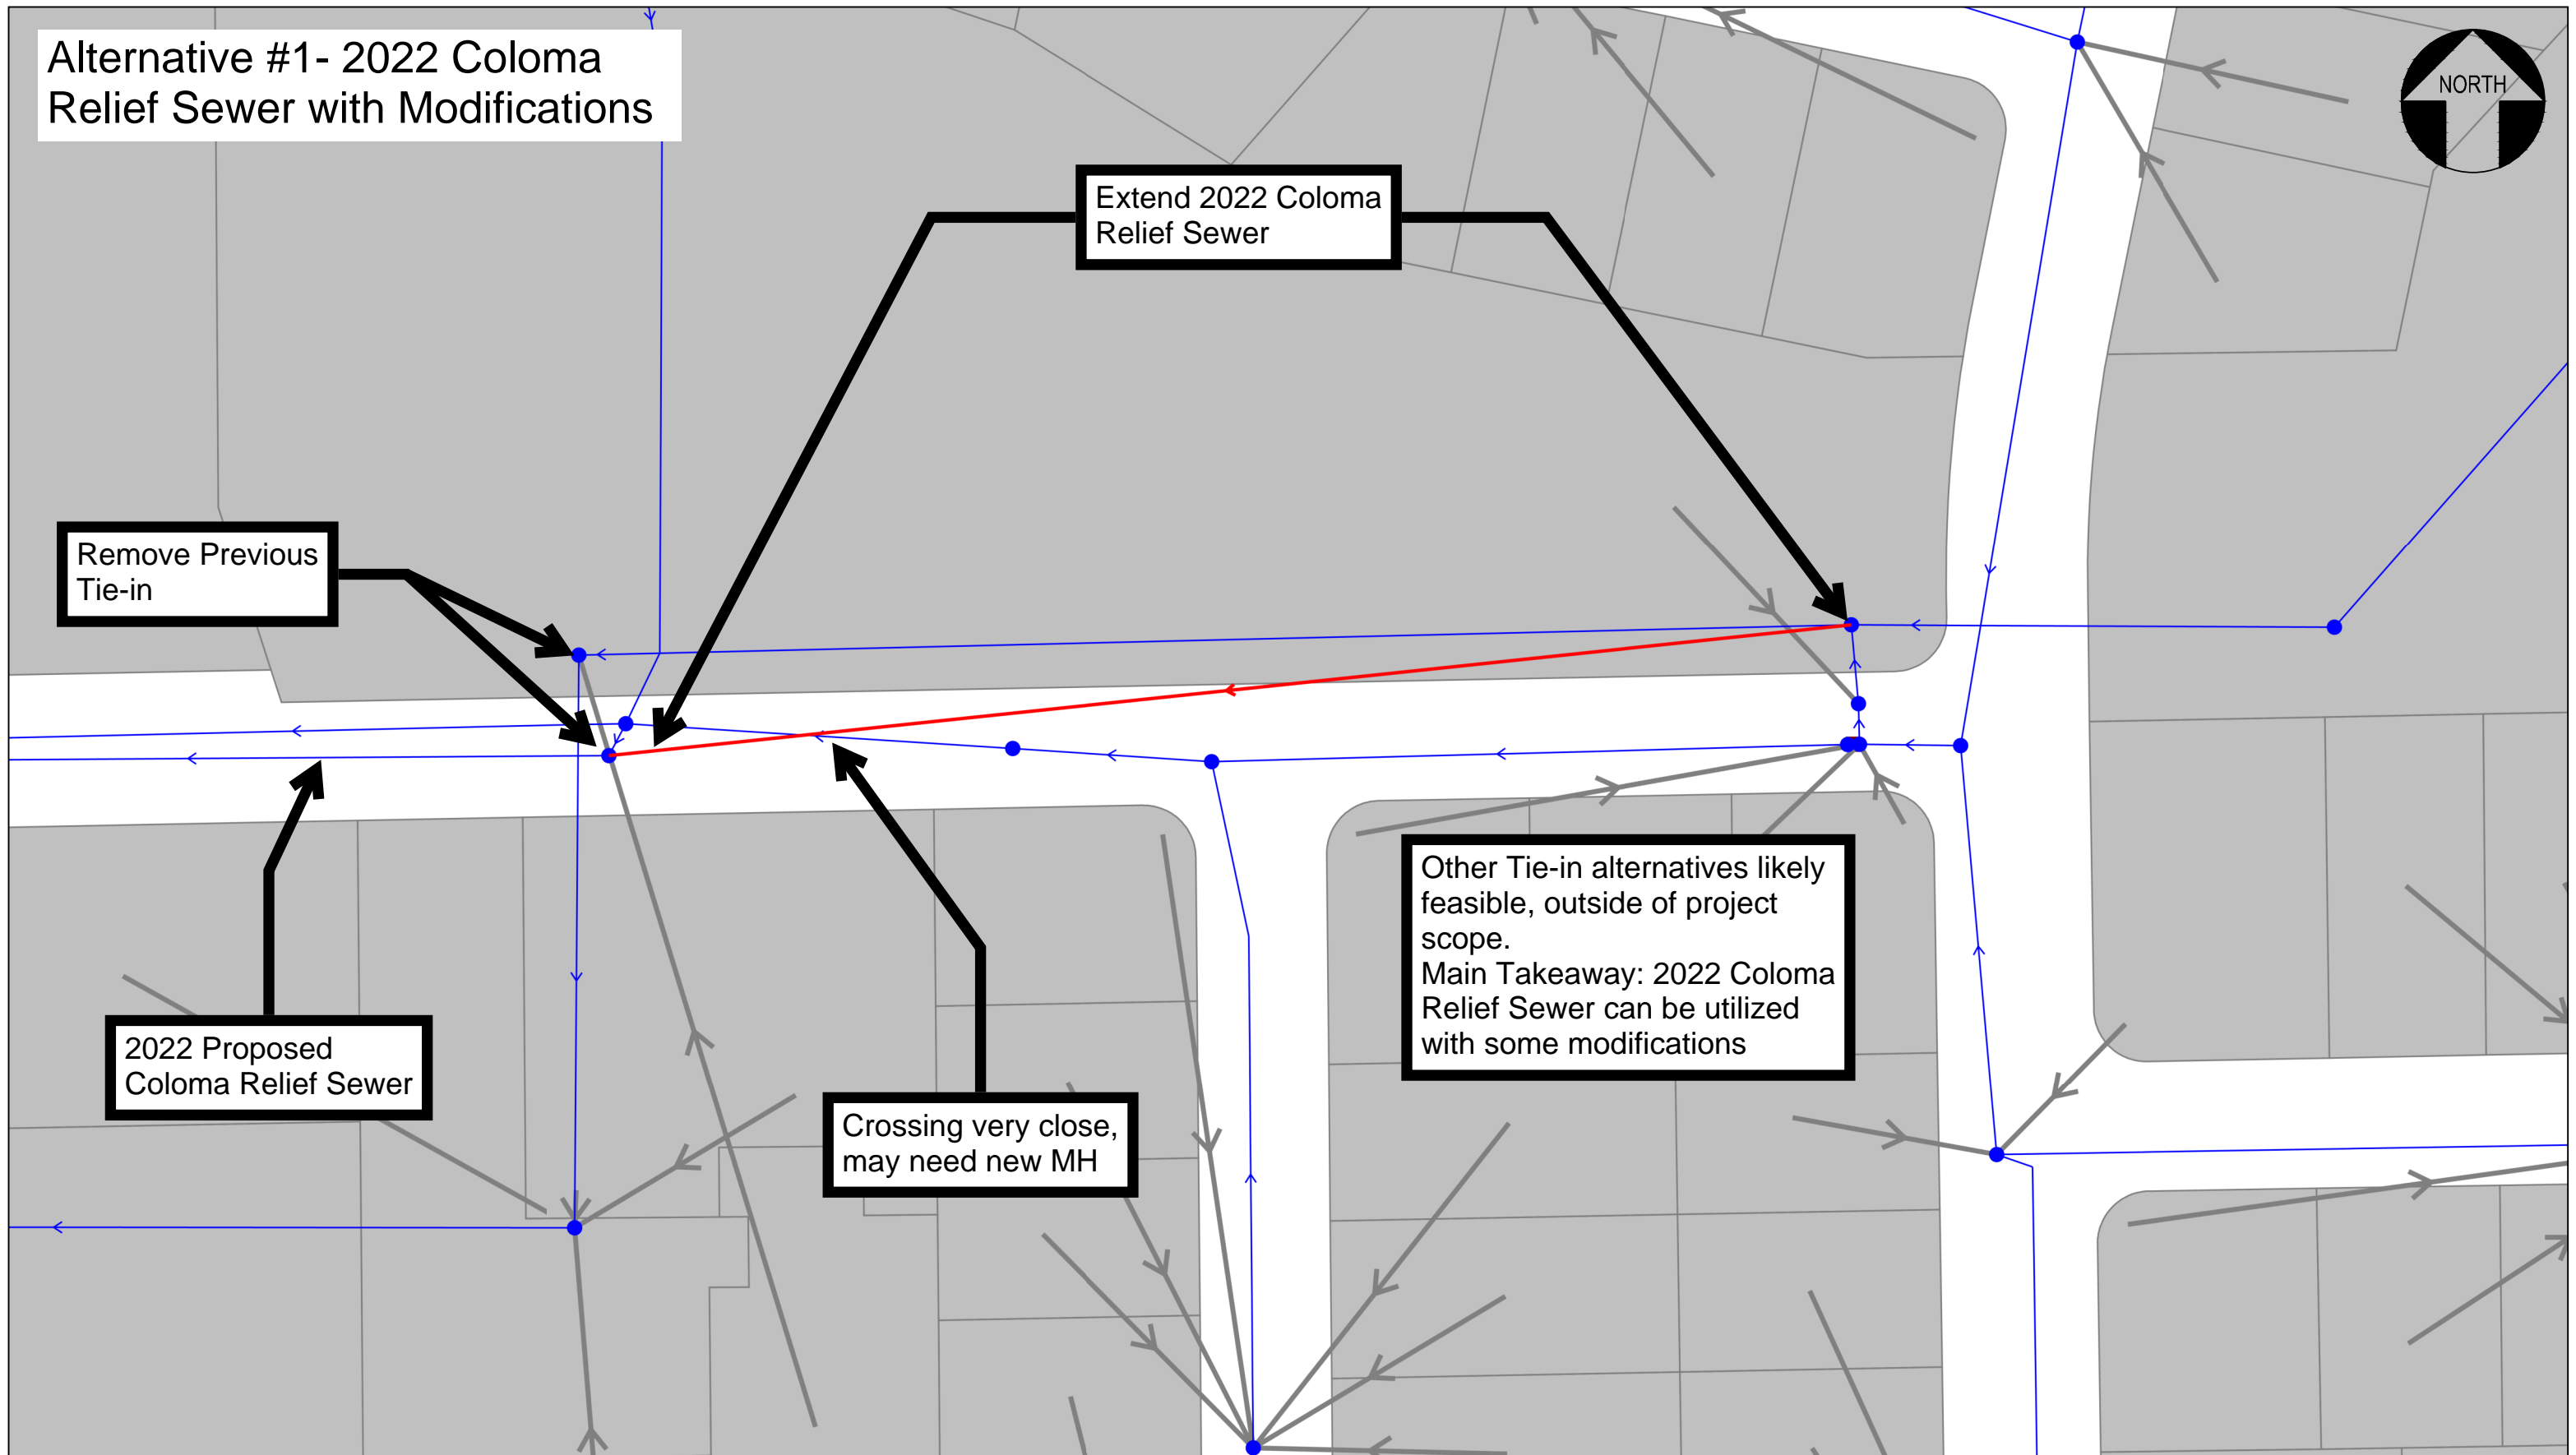 Alternative #1- 2022 Coloma
Relief Sewer with Modifications
NORTH
Extend 2022 Coloma
Relief Sewer
Remove Previous
Tie-in
2022 Proposed
Coloma Relief Sewer
Crossing very close,
may need new MH
Other Tie-in alternatives likely
feasible, outside of project
scope.
Main Takeaway: 2022 Coloma
Relief Sewer can be utilized
with some modifications